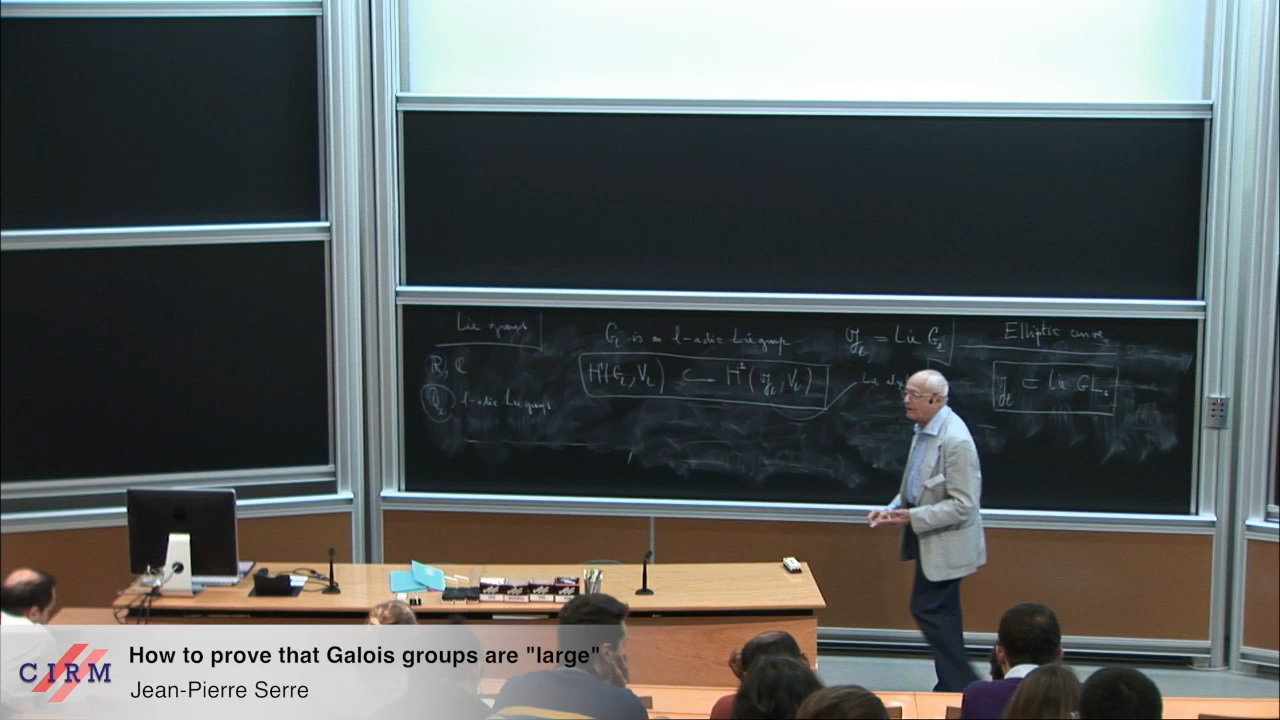 Lie groups
ℝ, ℂ
ℚ_ℓ ℓ-adic Lie groups
G_ℓ is an ℓ-adic Lie group
H¹(G_ℓ, V_ℓ) ⊂→ H¹(𝔤_ℓ, V_ℓ)
𝔤_ℓ = Lie G_ℓ
Lie
Elliptic curve
𝔤_ℓ ⊂ Lie GL₂
CIRM
How to prove that Galois groups are "large"
Jean-Pierre Serre